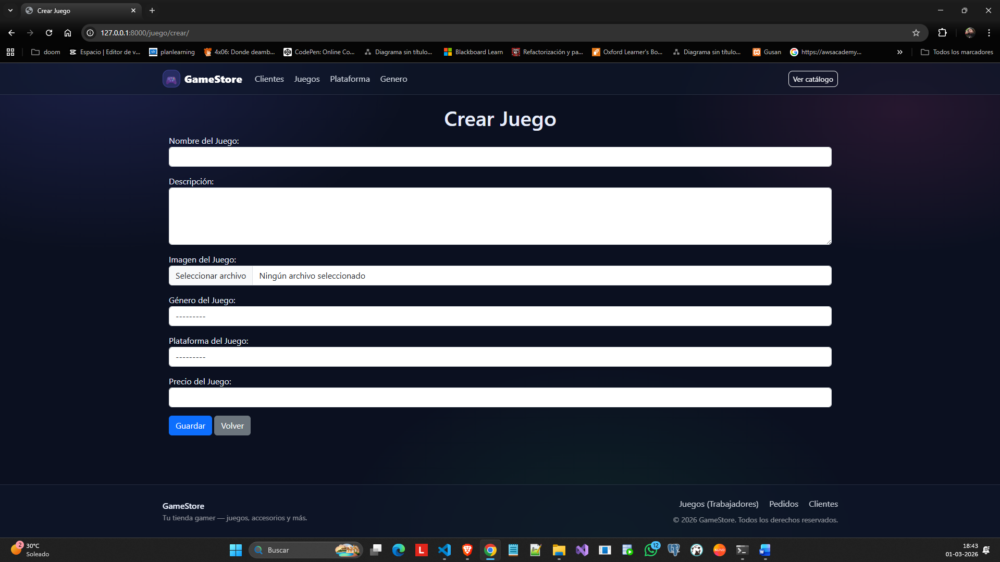 Crear Juego
127.0.0.1:8000/juego/crear/
doom
Espacio | Editor de v...
planlearning
4x06: Donde deamb...
CodePen: Online Co...
Diagrama sin título...
Blackboard Learn
Refactorización y pa...
Oxford Learner's Bo...
Diagrama sin título...
Gusan
https://awsacademy...
Todos los marcadores
GameStore
Clientes
Juegos
Plataforma
Genero
Ver catálogo
Crear Juego
Nombre del Juego:
Descripción:
Imagen del Juego:
Seleccionar archivo
Ningún archivo seleccionado
Género del Juego:
---------
Plataforma del Juego:
---------
Precio del Juego:
Guardar
Volver
GameStore
Tu tienda gamer — juegos, accesorios y más.
Juegos (Trabajadores)
Pedidos
Clientes
© 2026 GameStore. Todos los derechos reservados.
2
30°C
Soleado
Buscar
L
12
18:43
01-03-2026